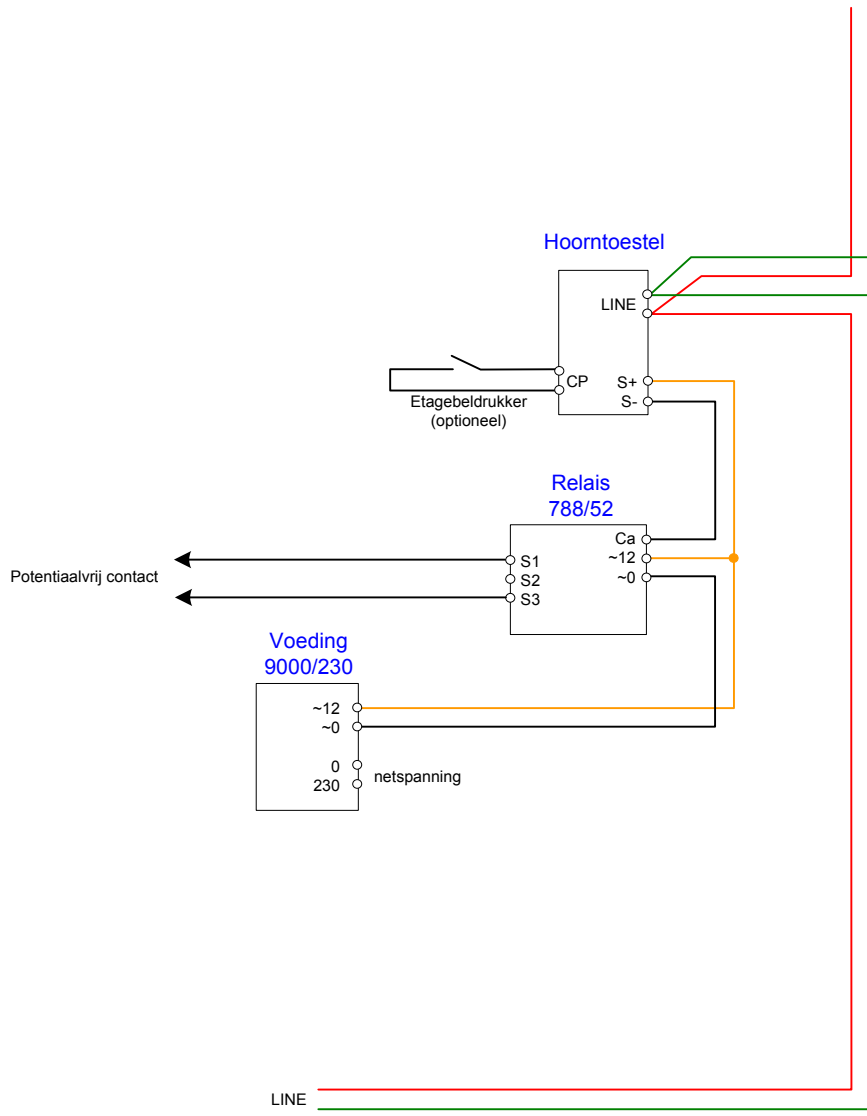 Hoorntoestel
LINE
CP
S+
S-
Etagebeldrukker
(optioneel)
Relais
788/52
Ca
~12
~0
S1
S2
S3
Potentiaalvrij contact
Voeding
9000/230
~12
~0
0
230
netspanning
LINE